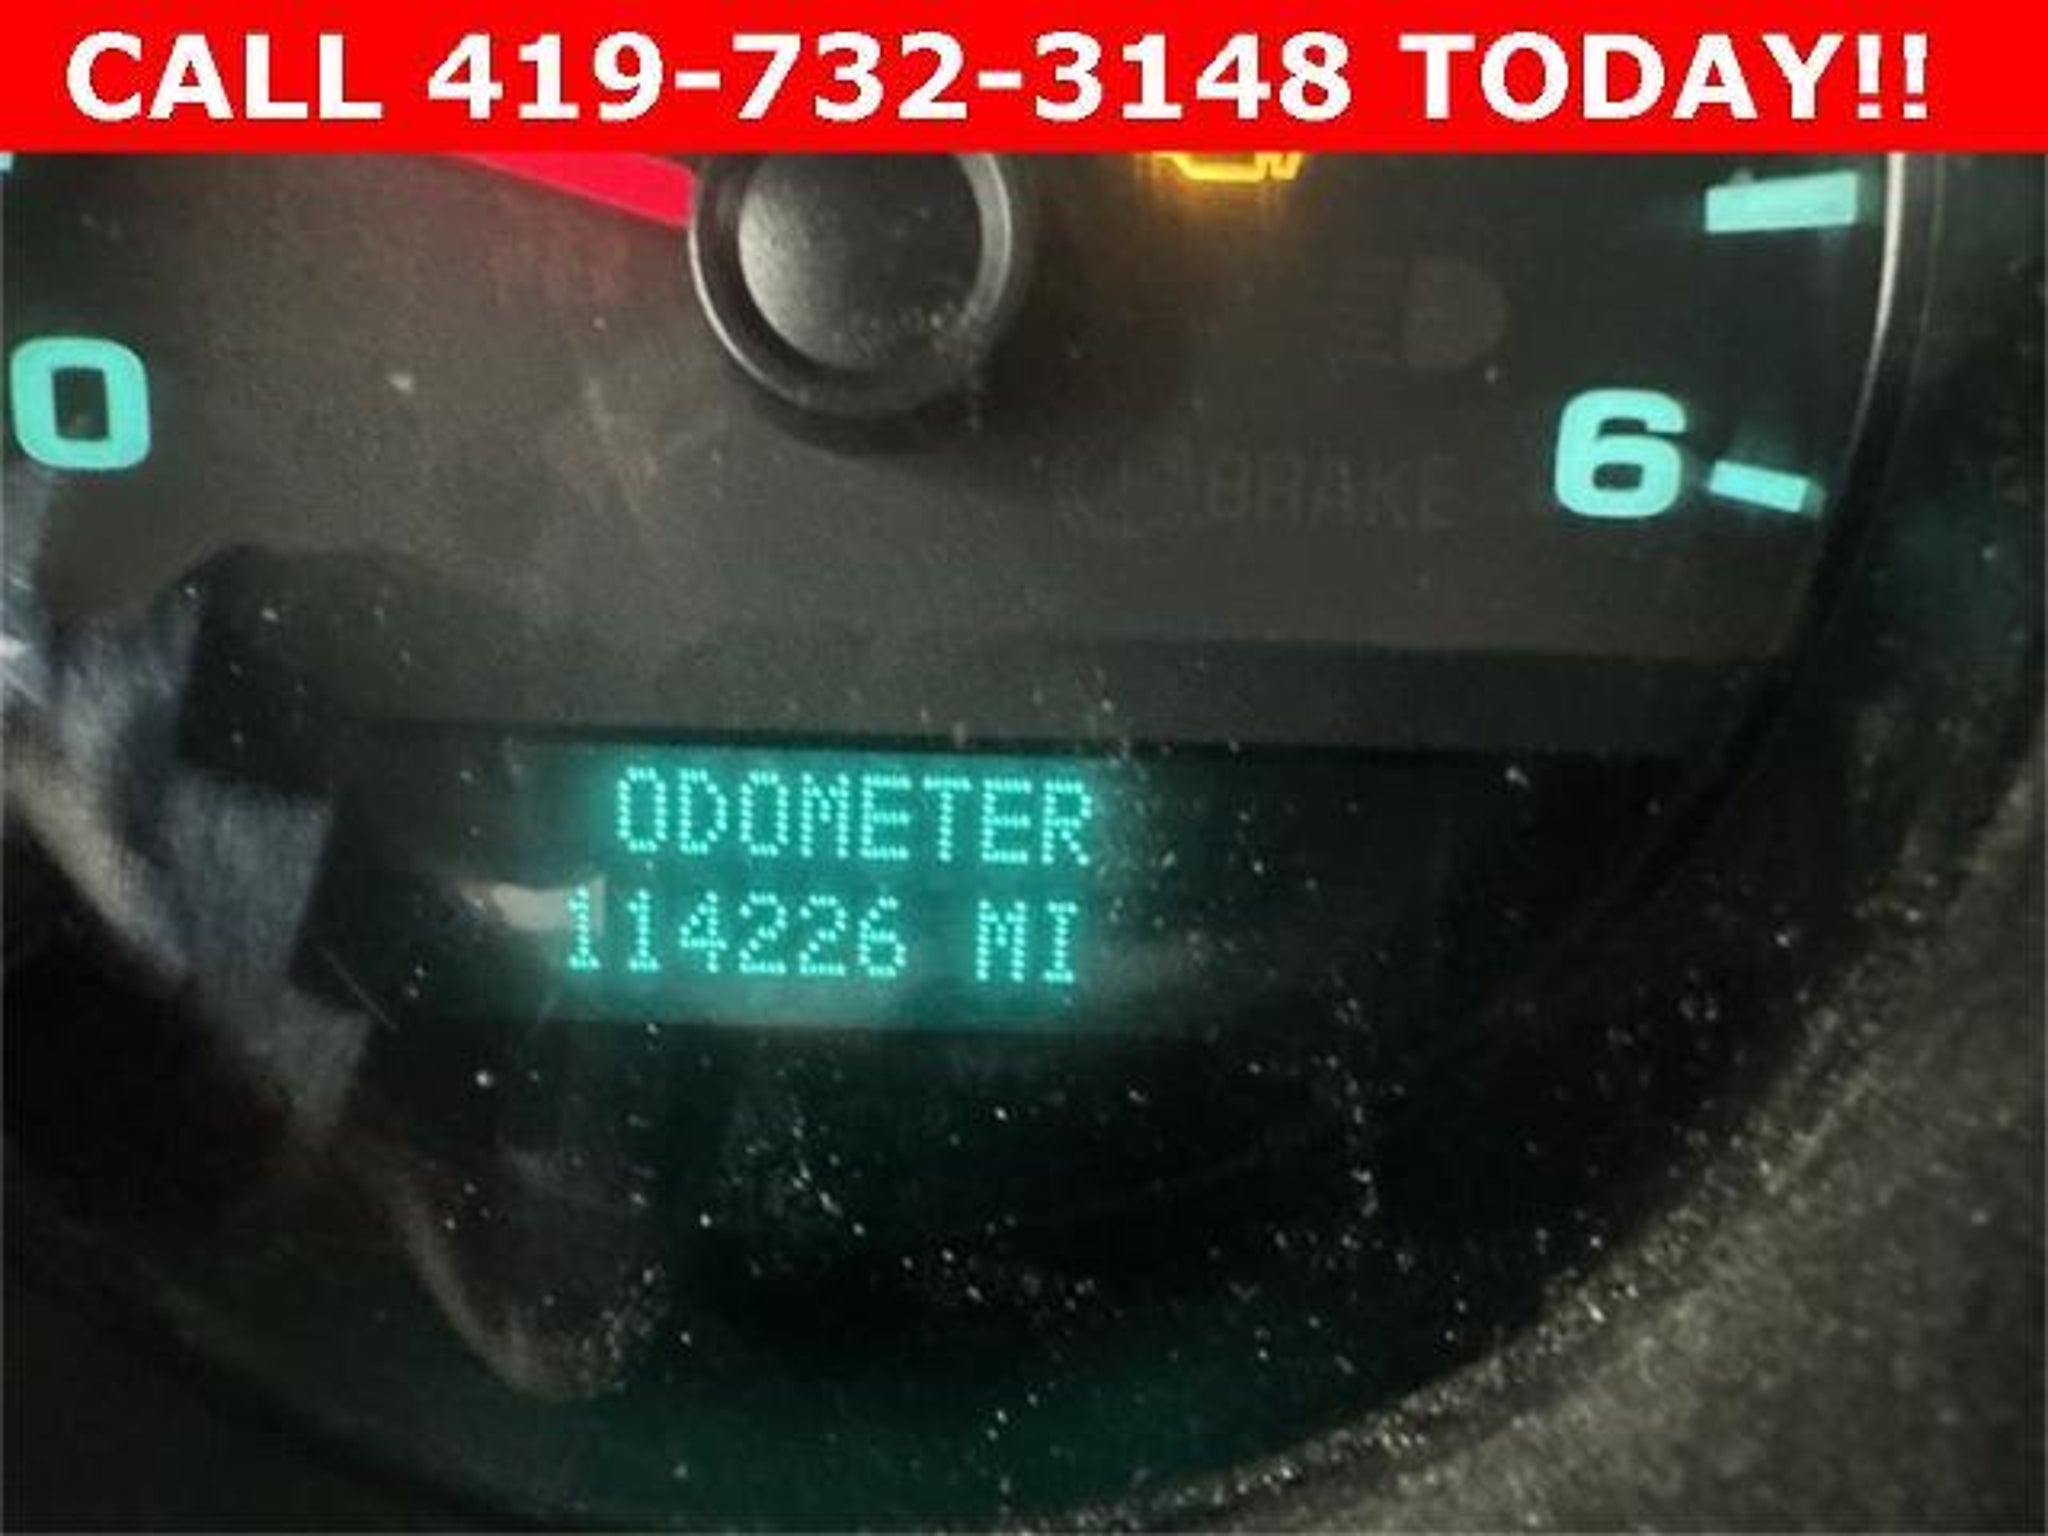 CALL 419-732-3148 TODAY!!
0
6
BRAKE
ODOMETER
114226 MI